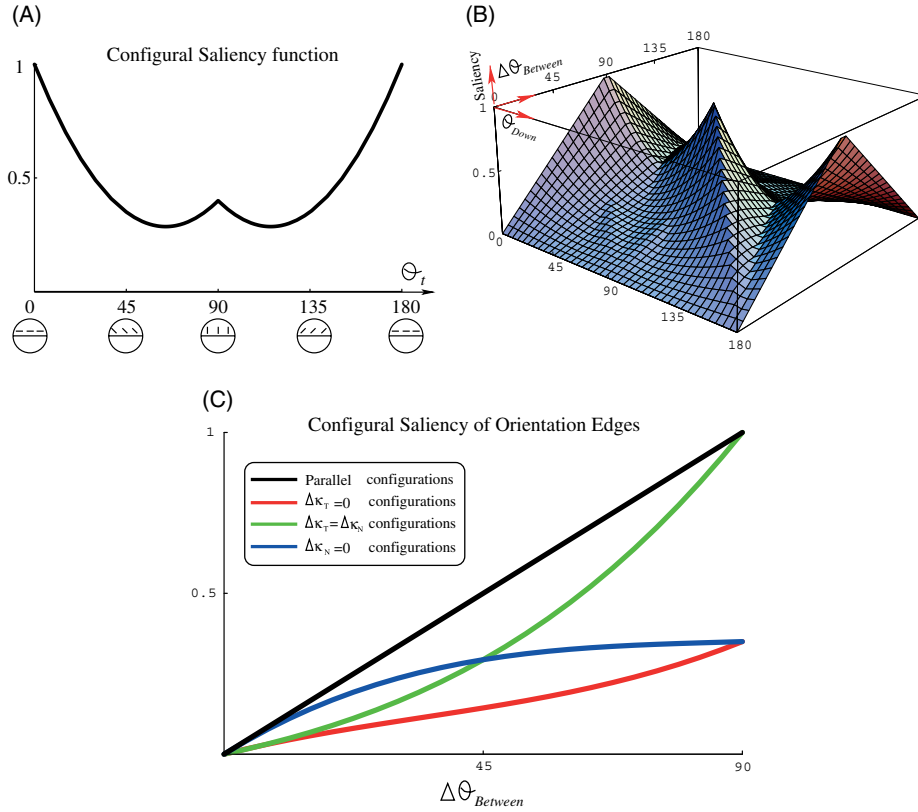 (A)
Configural Saliency function
1
0.5
0 45 90 135 180
ϴt
(B)
Saliency
ΔϴBetween
ϴDown
0 45 90 135 180
1
0.5
0
0 45 90 135 180
(C)
Configural Saliency of Orientation Edges
1
0.5
Parallel configurations
ΔκT=0 configurations
ΔκT=ΔκN configurations
ΔκN=0 configurations
45 90
ΔϴBetween